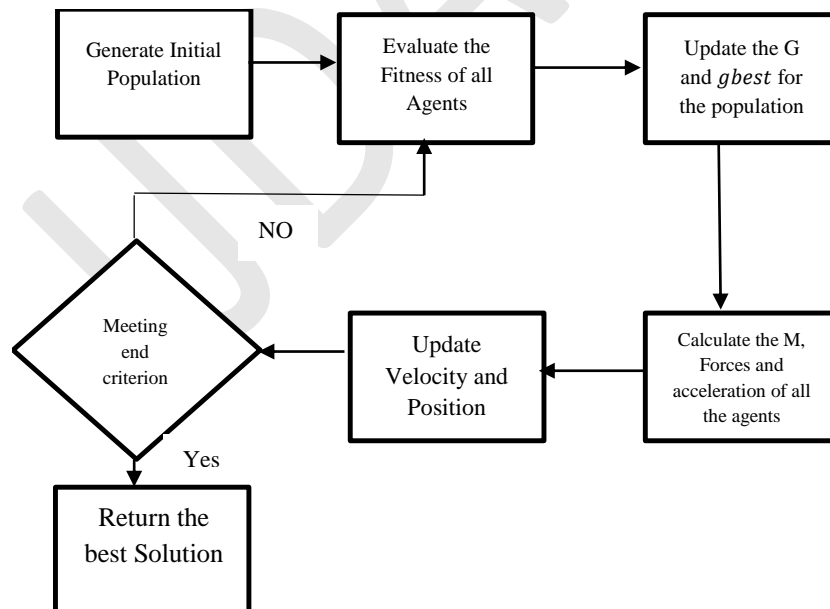 Generate Initial
Population
Evaluate the
Fitness of all
Agents
Update the G
and gbest for
the population
Calculate the M,
Forces and
acceleration of all
the agents
Update
Velocity and
Position
Meeting
end
criterion
NO
Yes
Return the
best Solution